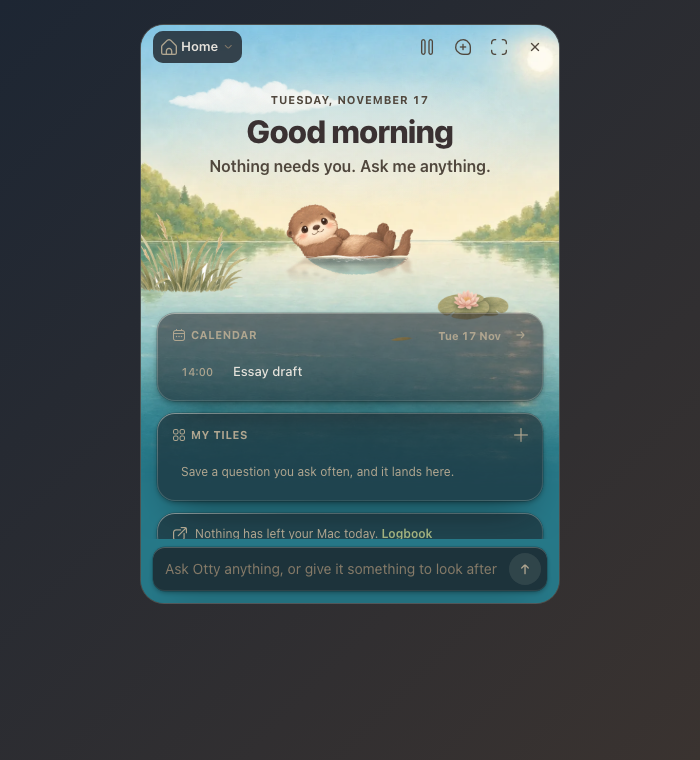 Home
TUESDAY, NOVEMBER 17
Good morning
Nothing needs you. Ask me anything.
CALENDAR
Tue 17 Nov
14:00 Essay draft
MY TILES
Save a question you ask often, and it lands here.
Nothing has left your Mac today. Logbook
Ask Otty anything, or give it something to look after